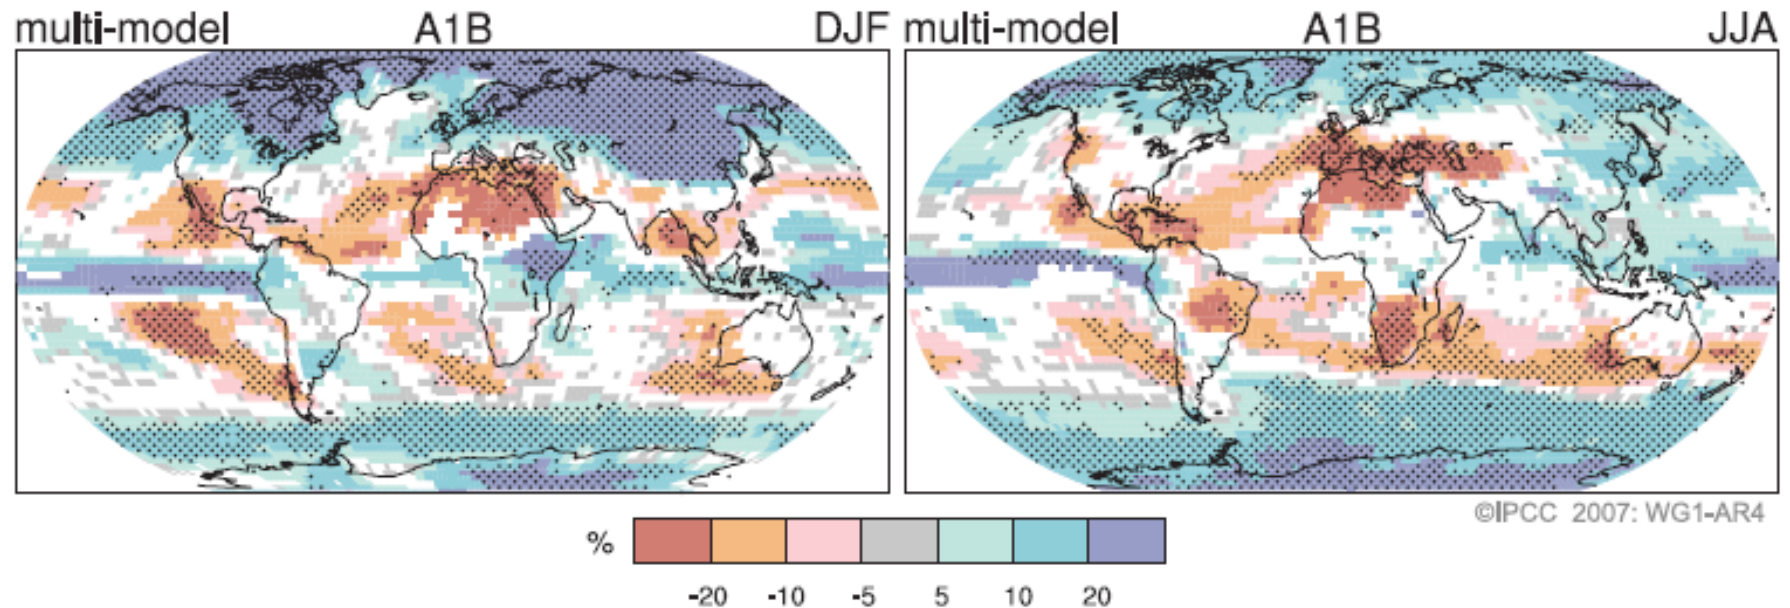 multi-model A1B DJF
multi-model A1B JJA
©IPCC 2007: WG1-AR4
%
-20 -10 -5 5 10 20